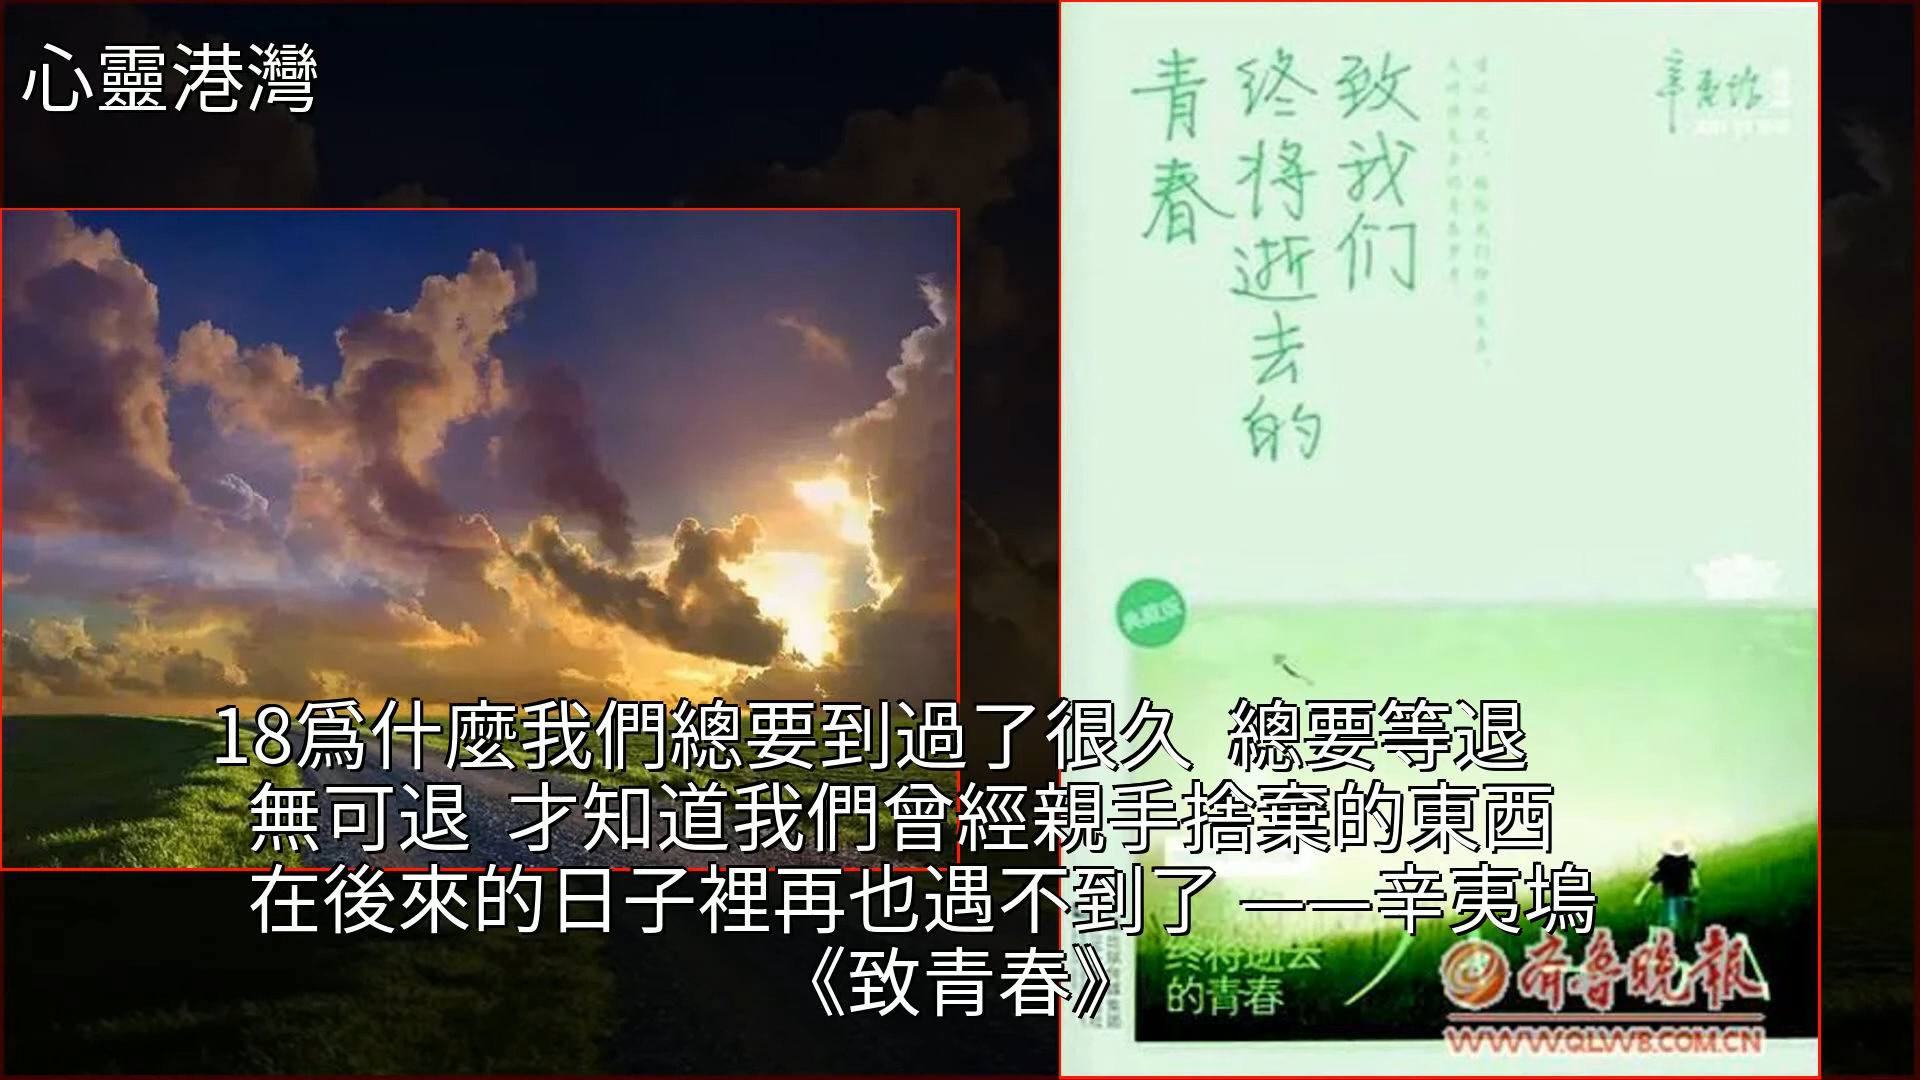 心靈港灣
致我们
终将逝去的
青春
辛夷坞
典藏版
18爲什麼我們總要到過了很久 總要等退
無可退 才知道我們曾經親手捨棄的東西
在後來的日子裡再也遇不到了 ——辛夷塢
《致青春》
终将逝去
的青春
齐鲁晚报
WWW.QLWB.COM.CN